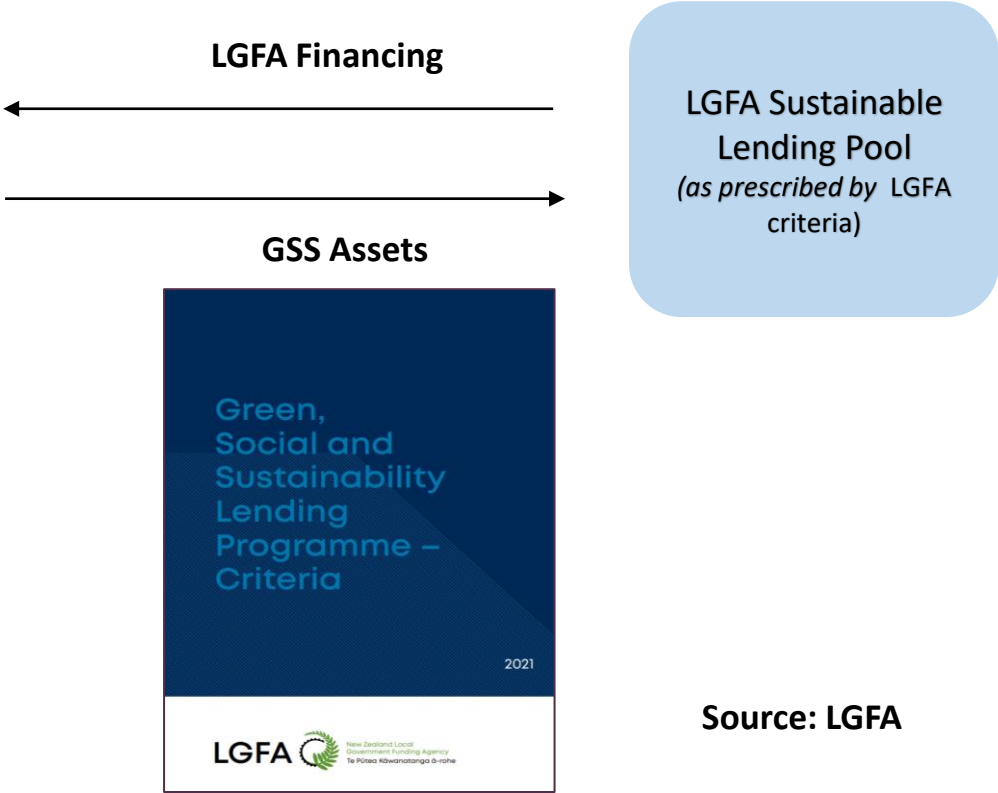 LGFA Financing
LGFA Sustainable
Lending Pool
(as prescribed by LGFA
criteria)
GSS Assets
Green,
Social and
Sustainability
Lending
Programme –
Criteria
2021
LGFA
New Zealand Local
Government Funding Agency
Te Pūtea Kāwanatanga ā-rohe
Source: LGFA